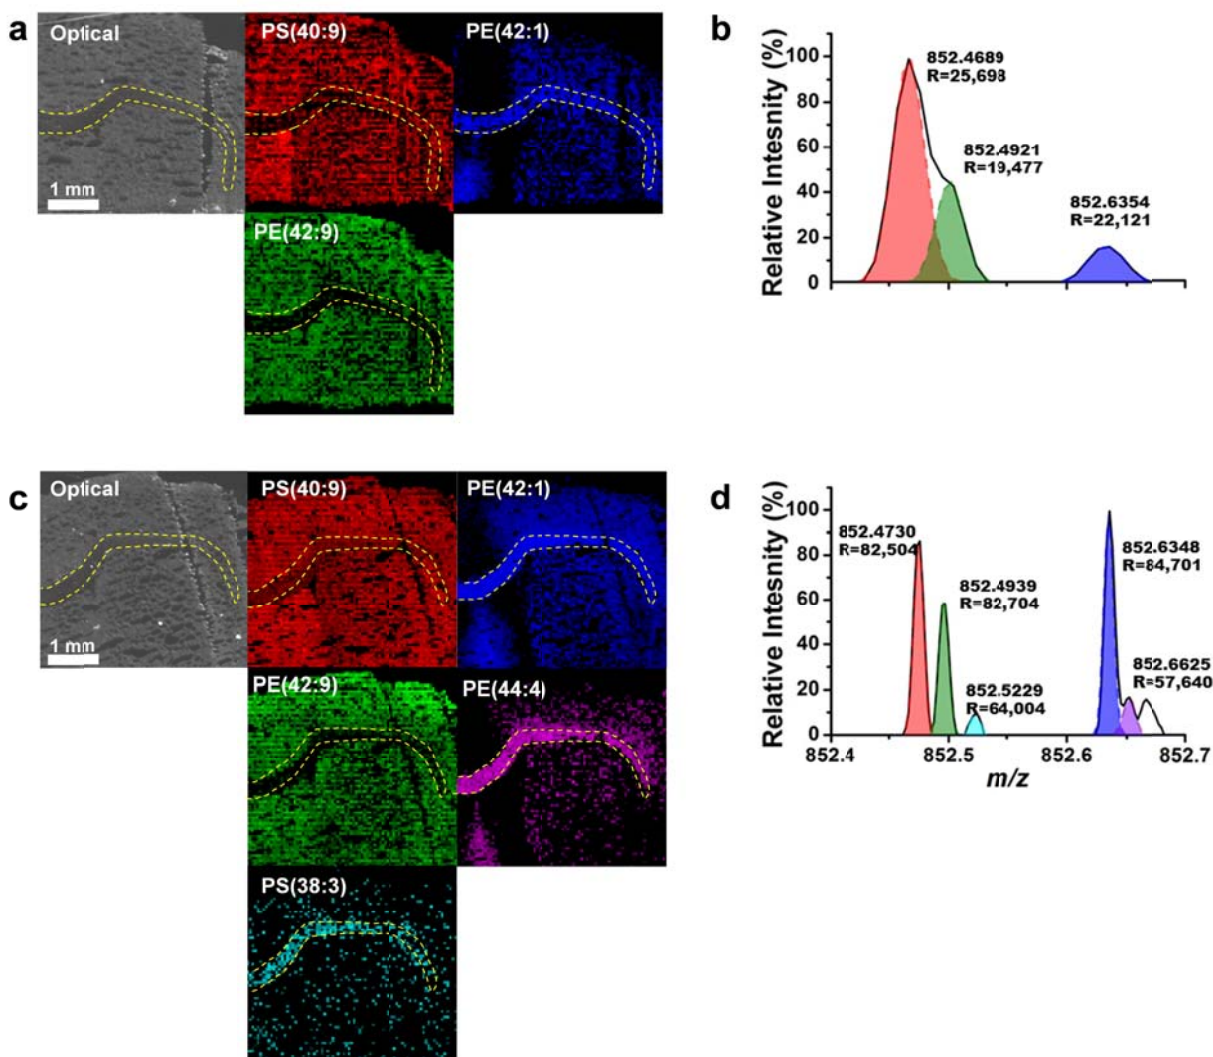 a
Optical
PS(40:9)
PE(42:1)
1 mm
PE(42:9)
b
Relative Intesnity (%)
100
80
60
40
20
0
852.4689
R=25,698
852.4921
R=19,477
852.6354
R=22,121
c
Optical
PS(40:9)
PE(42:1)
1 mm
PE(42:9)
PE(44:4)
PS(38:3)
d
Relative Intesnity (%)
100
80
60
40
20
0
852.4730
R=82,504
852.4939
R=82,704
852.5229
R=64,004
852.6348
R=84,701
852.6625
R=57,640
852.4
852.5
852.6
852.7
m/z